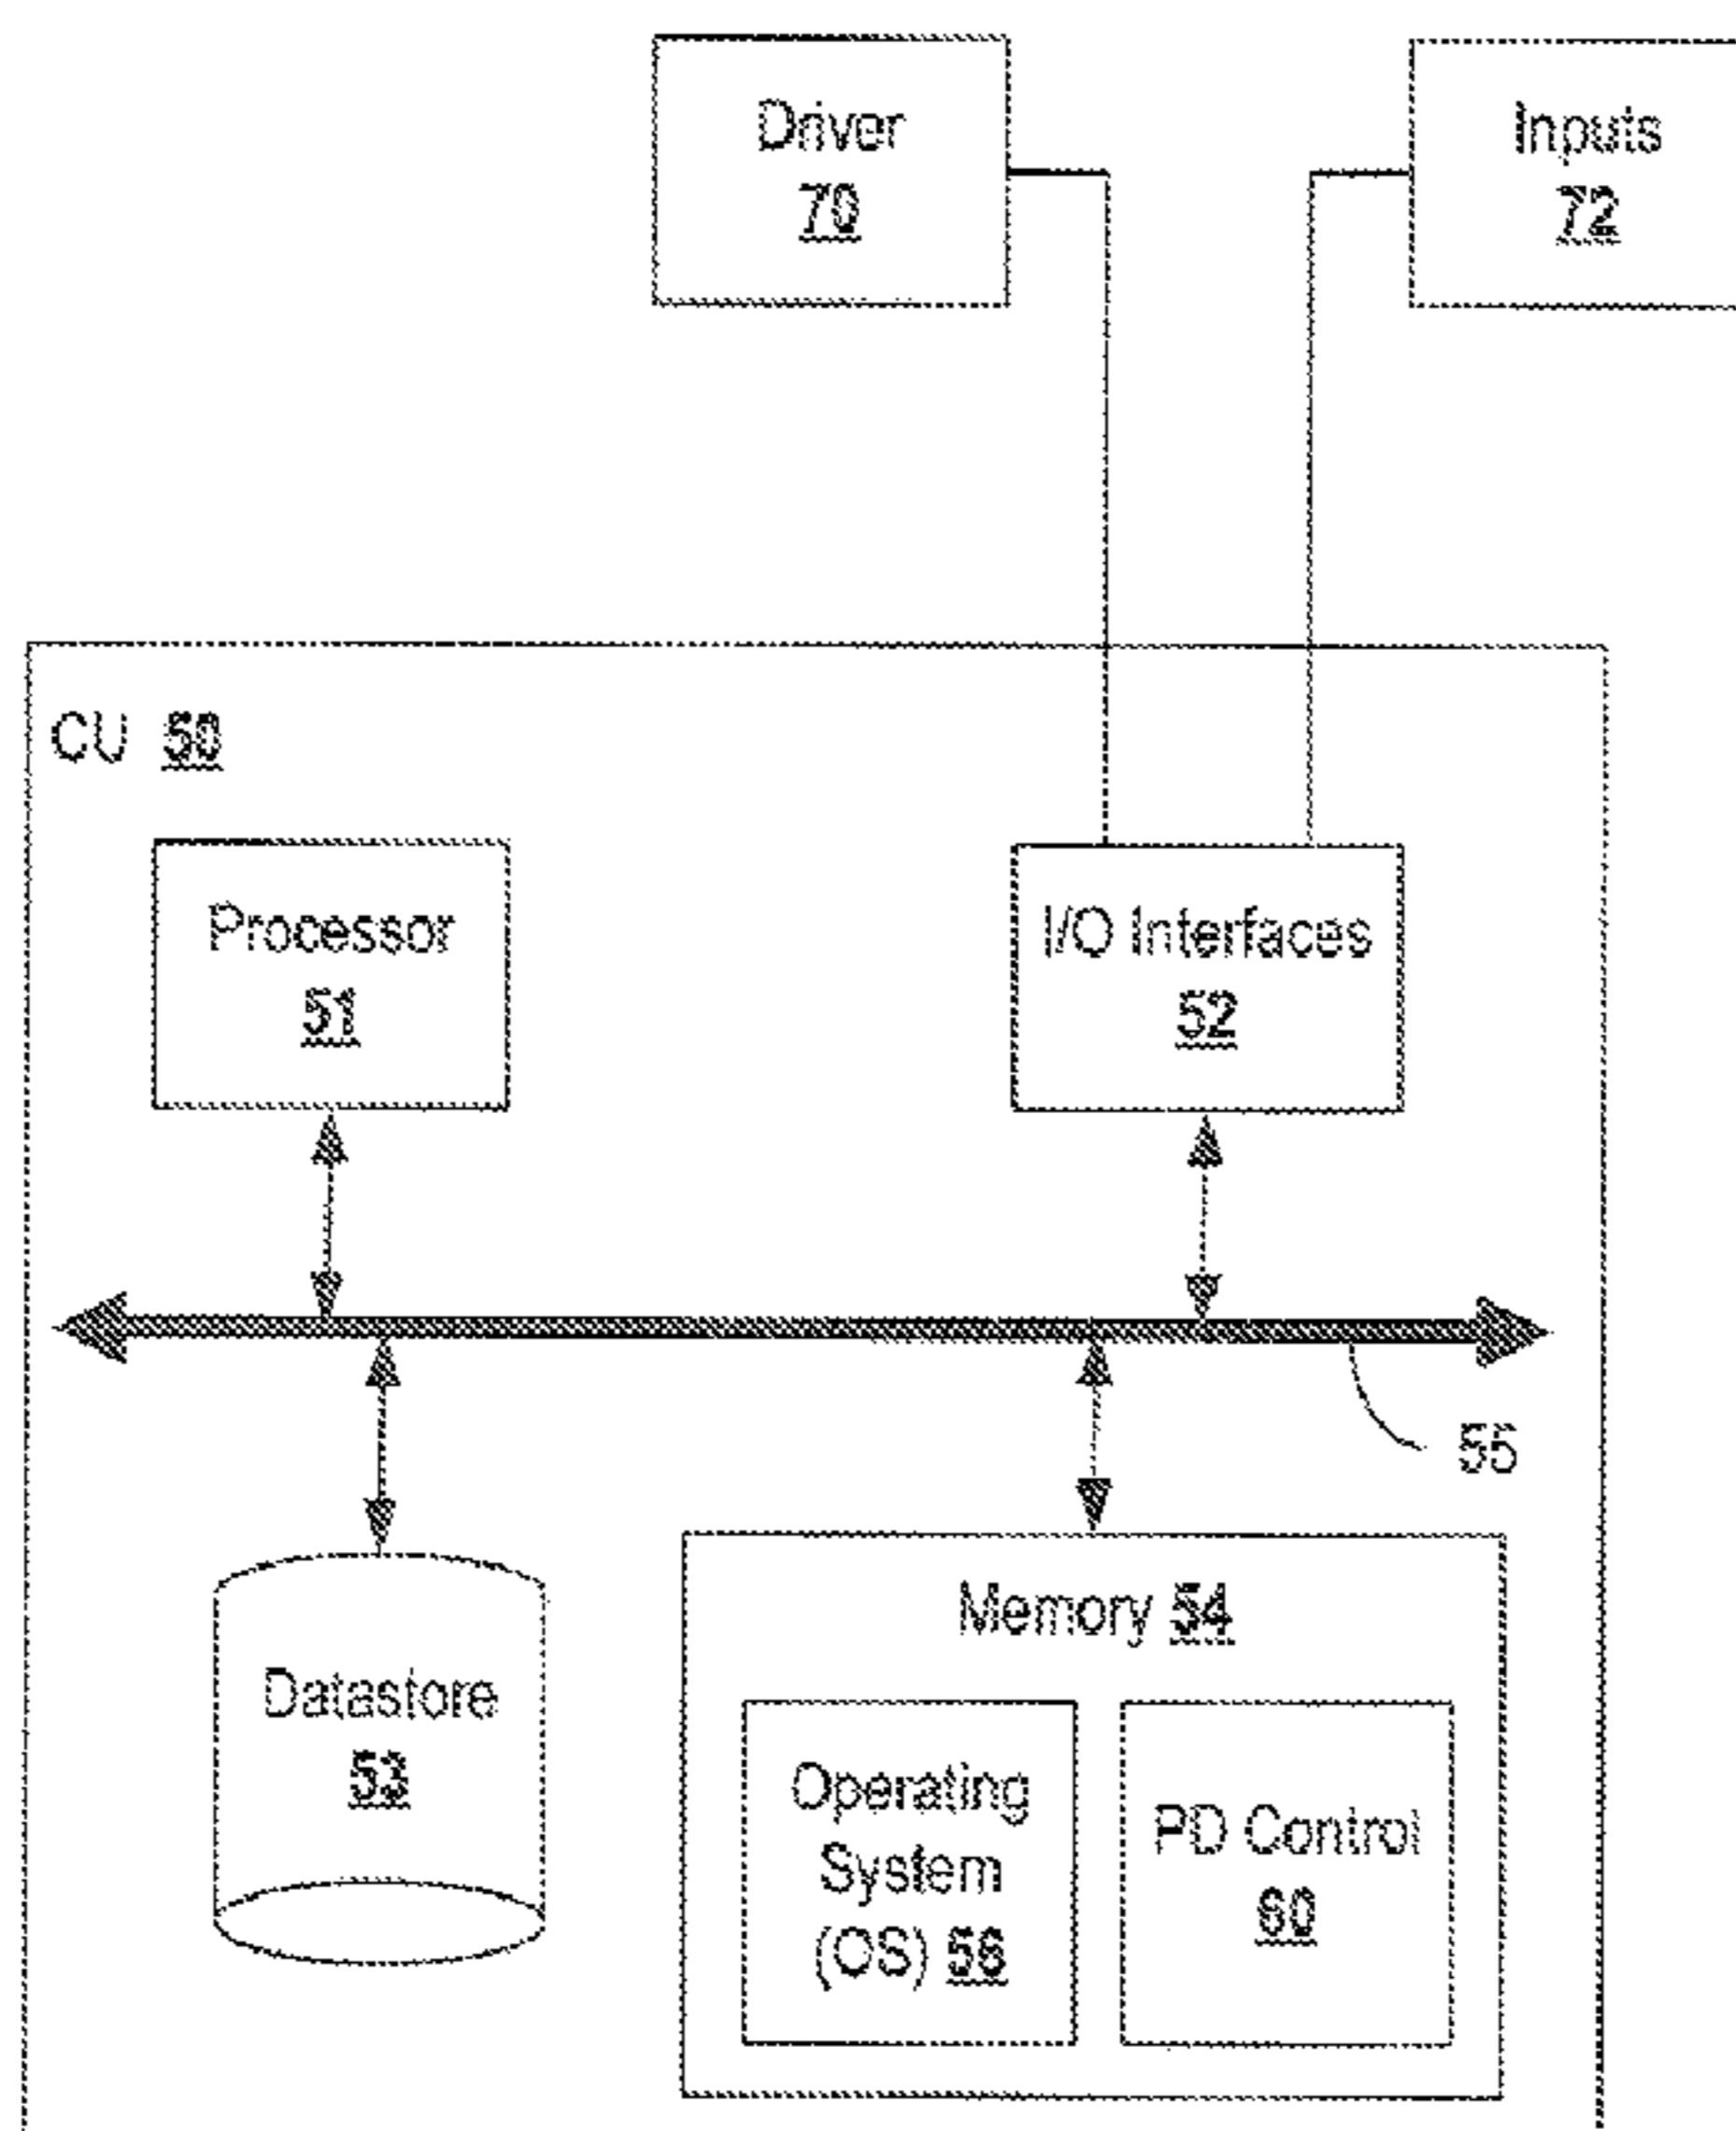 Driver
70
Inputs
72
CU 50
Processor
51
I/O Interfaces
52
55
Memory 54
Datastore
53
Operating
System
(OS) 56
PD Control
60